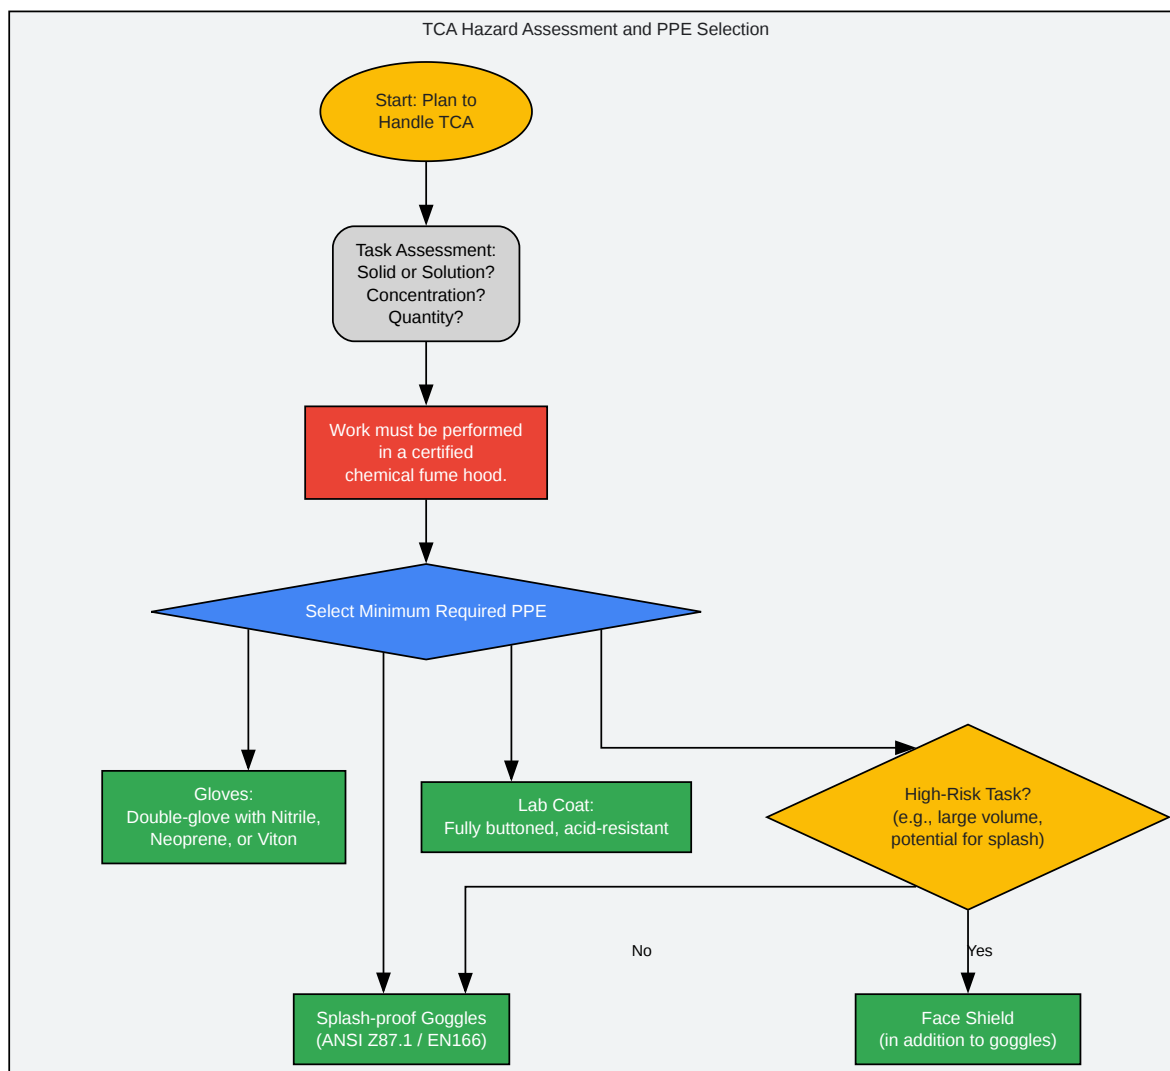 TCA Hazard Assessment and PPE Selection
Start: Plan to
Handle TCA
Task Assessment:
Solid or Solution?
Concentration?
Quantity?
Work must be performed
in a certified
chemical fume hood.
Select Minimum Required PPE
Gloves:
Double-glove with Nitrile,
Neoprene, or Viton
Lab Coat:
Fully buttoned, acid-resistant
High-Risk Task?
(e.g., large volume,
potential for splash)
No
Yes
Splash-proof Goggles
(ANSI Z87.1 / EN166)
Face Shield
(in addition to goggles)